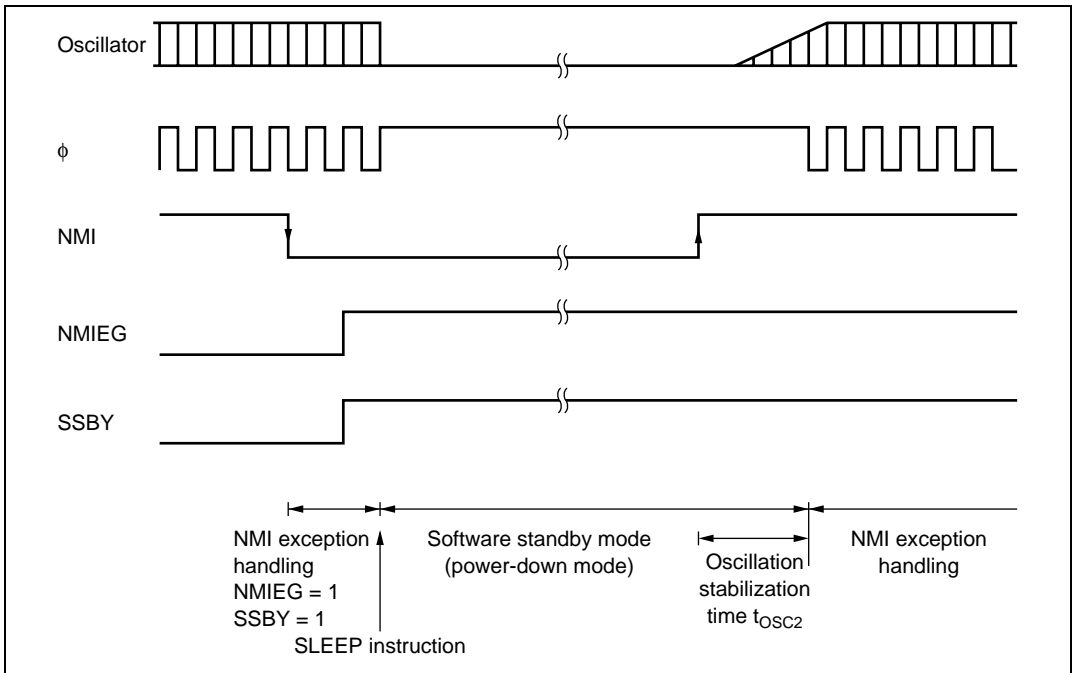 Oscillator
ϕ
NMI
NMIEG
SSBY
NMI exception
handling
NMIEG = 1
SSBY = 1
SLEEP instruction
Software standby mode
(power-down mode)
Oscillation
stabilization
time tOSC2
NMI exception
handling